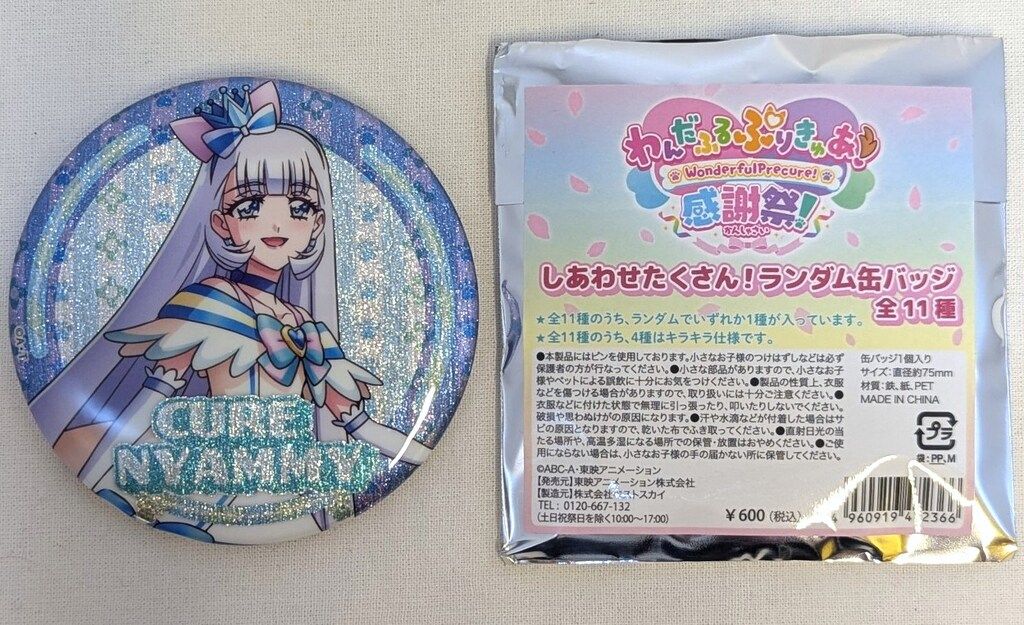 CURE
NYAMMY
©ABC-A
わんだふるぷりきゅあ!
WonderfulPrecure!
感謝祭!
かんしゃさい
しあわせたくさん!ランダム缶バッジ
全11種
★全11種のうち、ランダムでいずれか1種が入っています。
★全11種のうち、4種はキラキラ仕様です。
●本製品にはピンを使用しております。小さなお子様のつけはずしなどは必ず
保護者の方が行なってください。●小さな部品がありますので、小さなお子
様やペットによる誤飲に十分にお気をつけください。●製品の性質上、衣服
などを傷つける場合がありますので、取り扱いには十分ご注意ください。●
衣服などに付けた状態で無理に引っ張ったり、叩いたりしないでください。
破損や思わぬけがの原因になります。●汗や水滴などが付着した場合はサ
ビの原因となりますので、乾いた布でふき取ってください。●直射日光の当
たる場所や、高温多湿になる場所での保管・放置はおやめください。●ご使
用にならない場合は、小さなお子様の手の届かない所に保管してください。
©ABC-A・東映アニメーション
【発売元】東映アニメーション株式会社
【製造元】株式会社ベストスカイ
TEL:0120-667-132
(土日祝祭日を除く10:00~17:00)
¥600(税込)
缶バッジ1個入り
サイズ:直径約75mm
材質:鉄、紙、PET
MADE IN CHINA
プラ
袋:PP、M